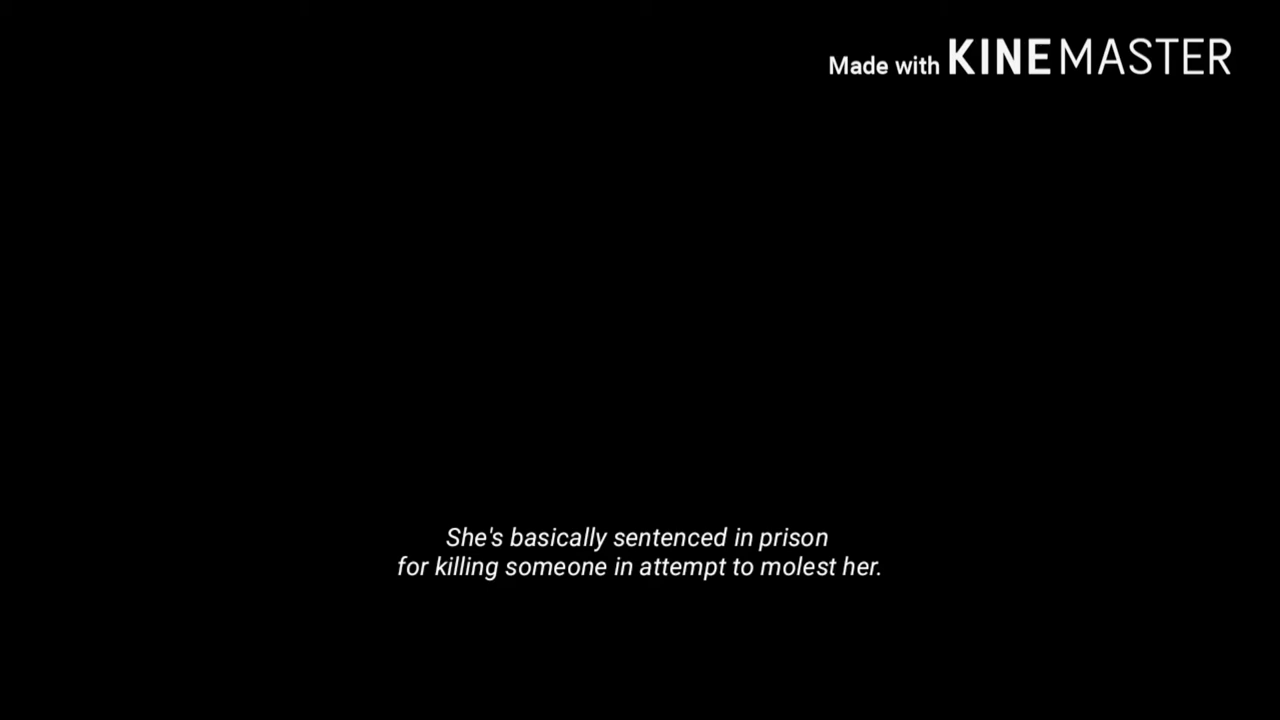 Made with KINEMASTER
She's basically sentenced in prison
for killing someone in attempt to molest her.